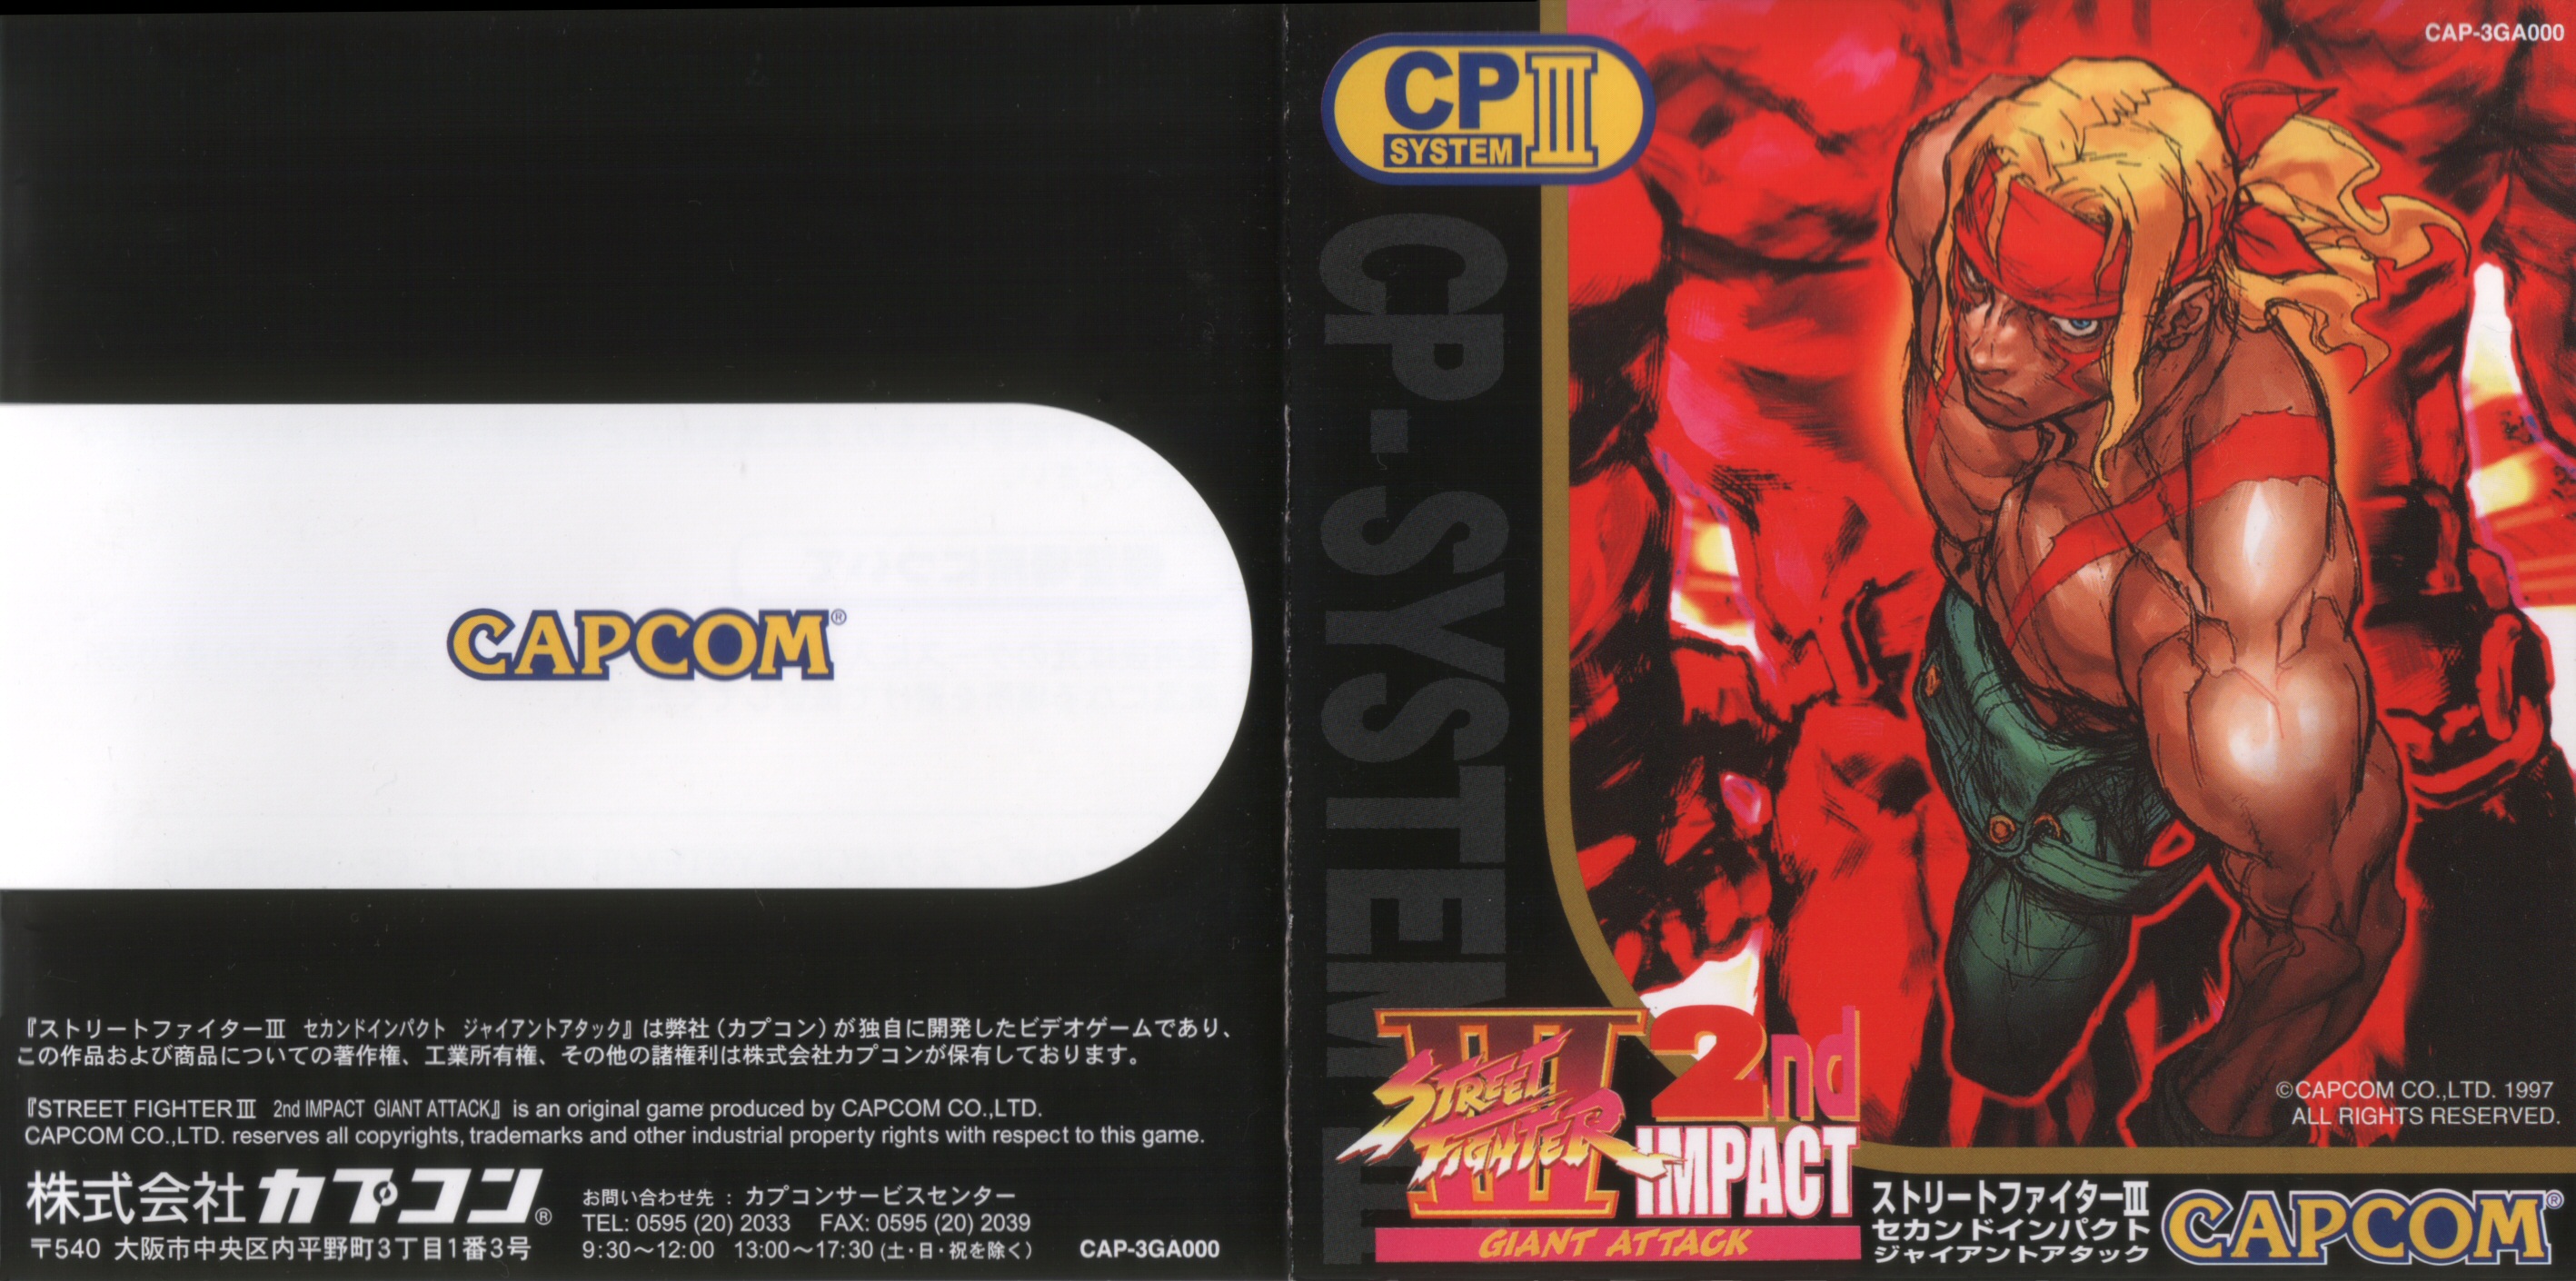 CAPCOM®
『ストリートファイターⅢ セカンドインパクト ジャイアントアタック』は弊社(カプコン)が独自に開発したビデオゲームであり、
この作品および商品についての著作権、工業所有権、その他の諸権利は株式会社カプコンが保有しております。
『STREET FIGHTERⅢ 2nd IMPACT GIANT ATTACK』is an original game produced by CAPCOM CO.,LTD.
CAPCOM CO.,LTD. reserves all copyrights, trademarks and other industrial property rights with respect to this game.
株式会社カプコン®
〒540 大阪市中央区内平野町3丁目1番3号
お問い合わせ先 : カプコンサービスセンター
TEL: 0595 (20) 2033 FAX: 0595 (20) 2039
9:30〜12:00 13:00〜17:30 (土・日・祝を除く)
CAP-3GA000
CAP-3GA000
CP SYSTEM III
CP-SYSTEM III
STREET FIGHTER III 2nd IMPACT
GIANT ATTACK
©CAPCOM CO.,LTD. 1997
ALL RIGHTS RESERVED.
ストリートファイターⅢ
セカンドインパクト
ジャイアントアタック
CAPCOM®